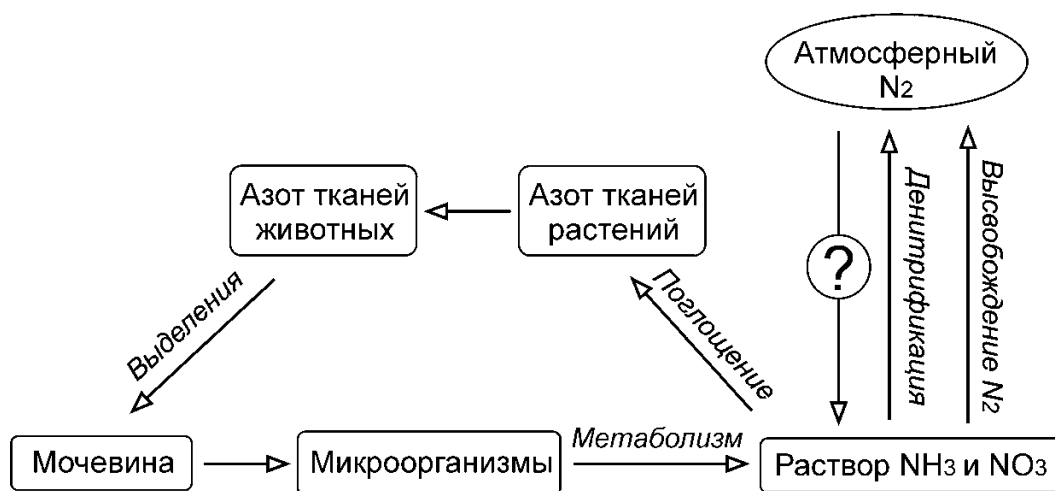 Атмосферный
N2
Азот тканей
животных
Азот тканей
растений
?
Денитрификация
Высвобождение N2
Выделения
Поглощение
Мочевина
Микроорганизмы
Метаболизм
Раствор NH3 и NO3